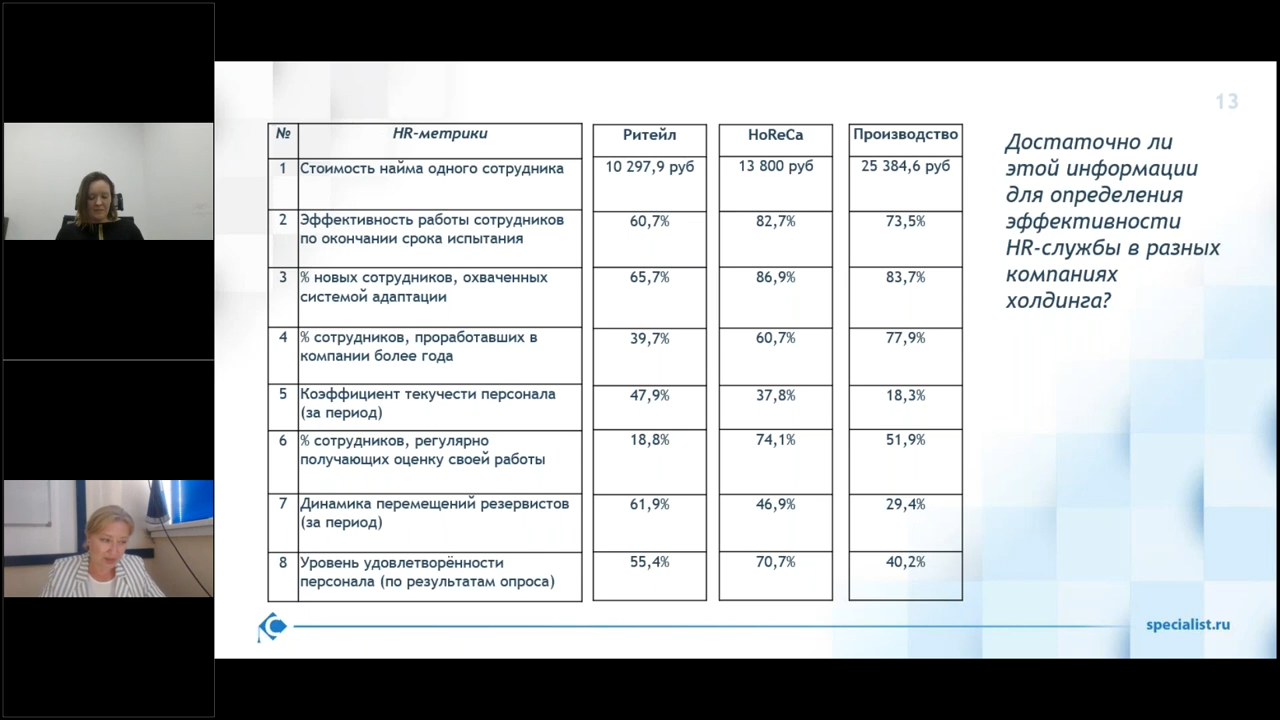 13
№ HR-метрики Ритейл HoReCa Производство
1 Стоимость найма одного сотрудника 10 297,9 руб 13 800 руб 25 384,6 руб
2 Эффективность работы сотрудников
по окончании срока испытания
60,7% 82,7% 73,5%
3 % новых сотрудников, охваченных
системой адаптации
65,7% 86,9% 83,7%
4 % сотрудников, проработавших в
компании более года
39,7% 60,7% 77,9%
5 Коэффициент текучести персонала
(за период)
47,9% 37,8% 18,3%
6 % сотрудников, регулярно
получающих оценку своей работы
18,8% 74,1% 51,9%
7 Динамика перемещений резервистов
(за период)
61,9% 46,9% 29,4%
8 Уровень удовлетворённости
персонала (по результатам опроса)
55,4% 70,7% 40,2%
Достаточно ли
этой информации
для определения
эффективности
HR-службы в разных
компаниях
холдинга?
specialist.ru